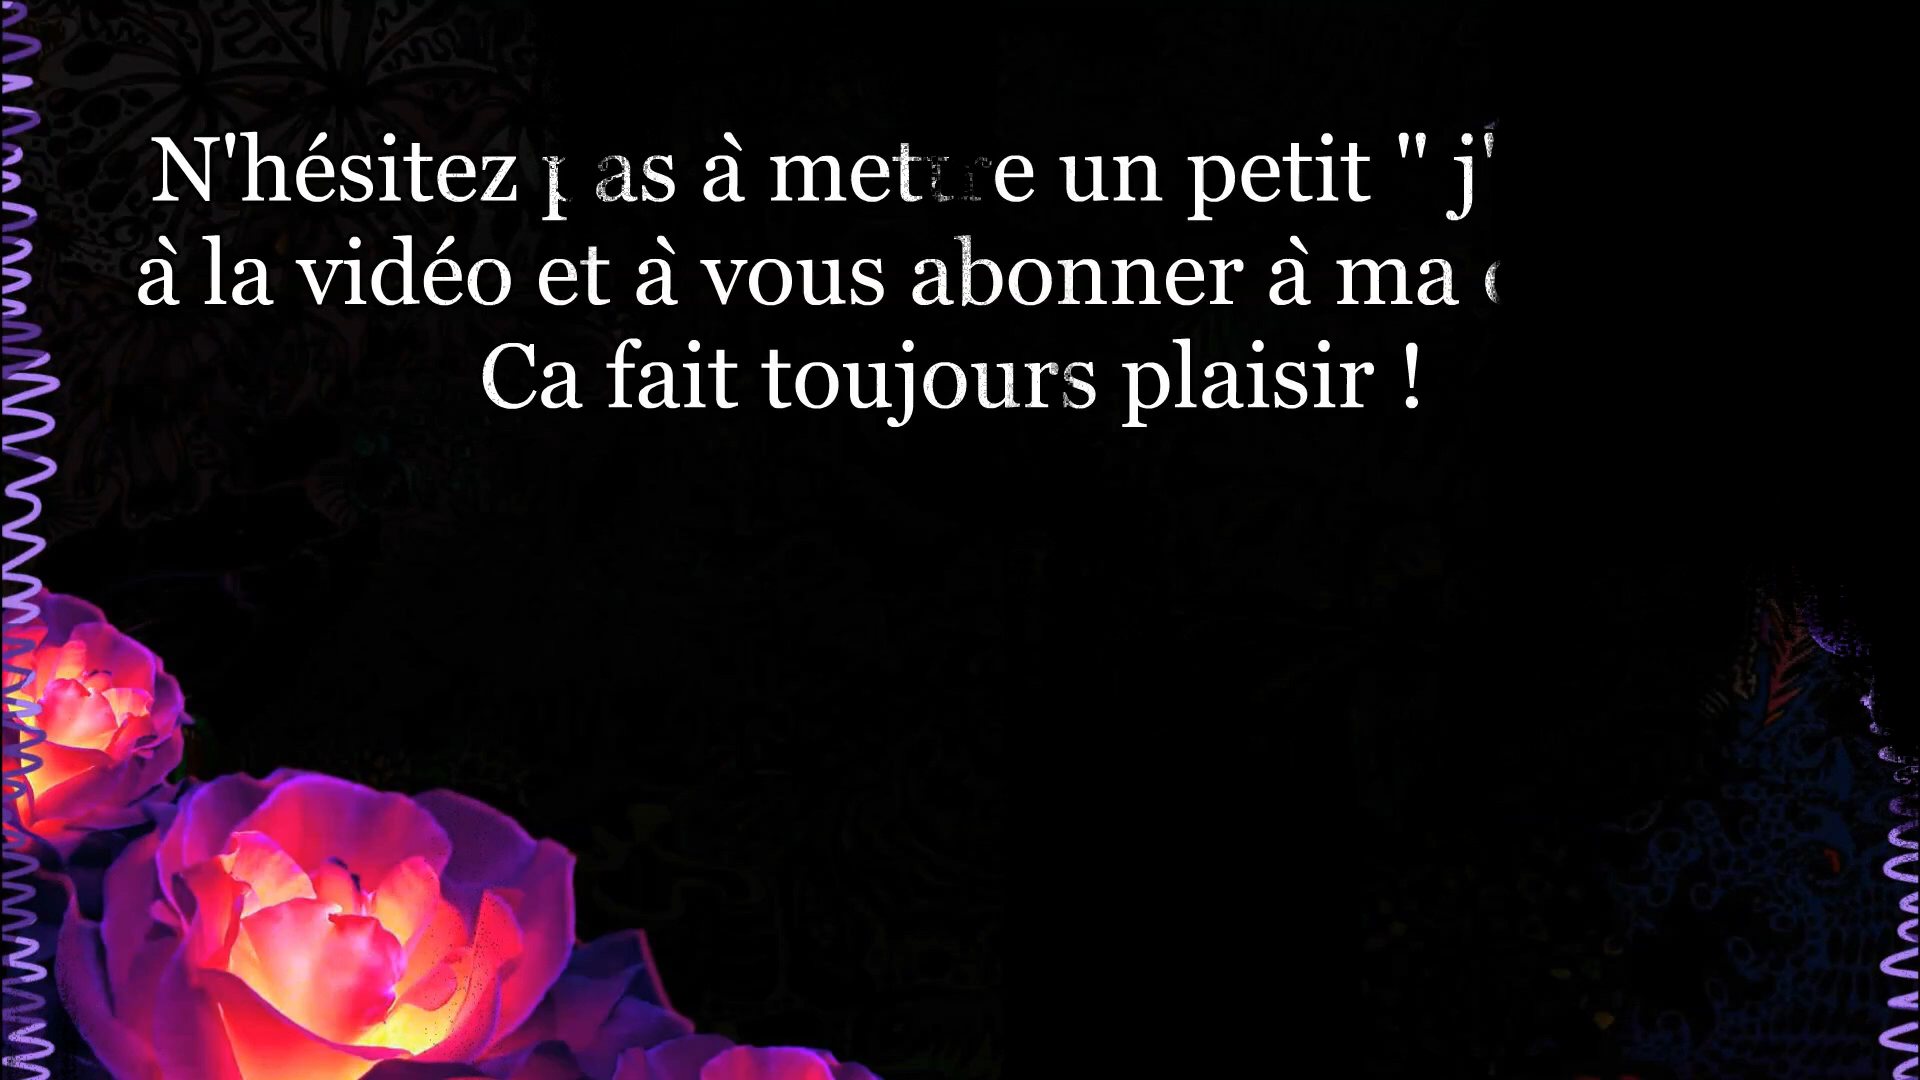 N'hésitez pas à mettre un petit " j'
à la vidéo et à vous abonner à ma
Ca fait toujours plaisir !